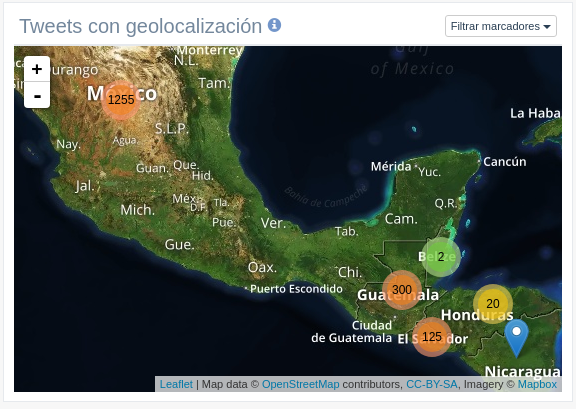 Tweets con geolocalización
Filtrar marcadores
+
-
Monterrey
N.L.
Durango
Tam.
Gulf
of Mexico
México
1255
S.L.P.
La Haba
Nay.
Agua.
Guan.
Que.
Hid.
Mérida
Yuc.
Cancún
Jal.
Mich.
Méx.
D.F.
Tla.
Pue.
Ver.
Bahía de Campeche
Cam.
Q.R.
Tab.
Gue.
Oax.
Chi.
2
Puerto Escondido
300
Guatemala
20
Honduras
Ciudad
de Guatemala
125
El Salvador
Nicaragua
Leaflet | Map data © OpenStreetMap contributors, CC-BY-SA, Imagery © Mapbox